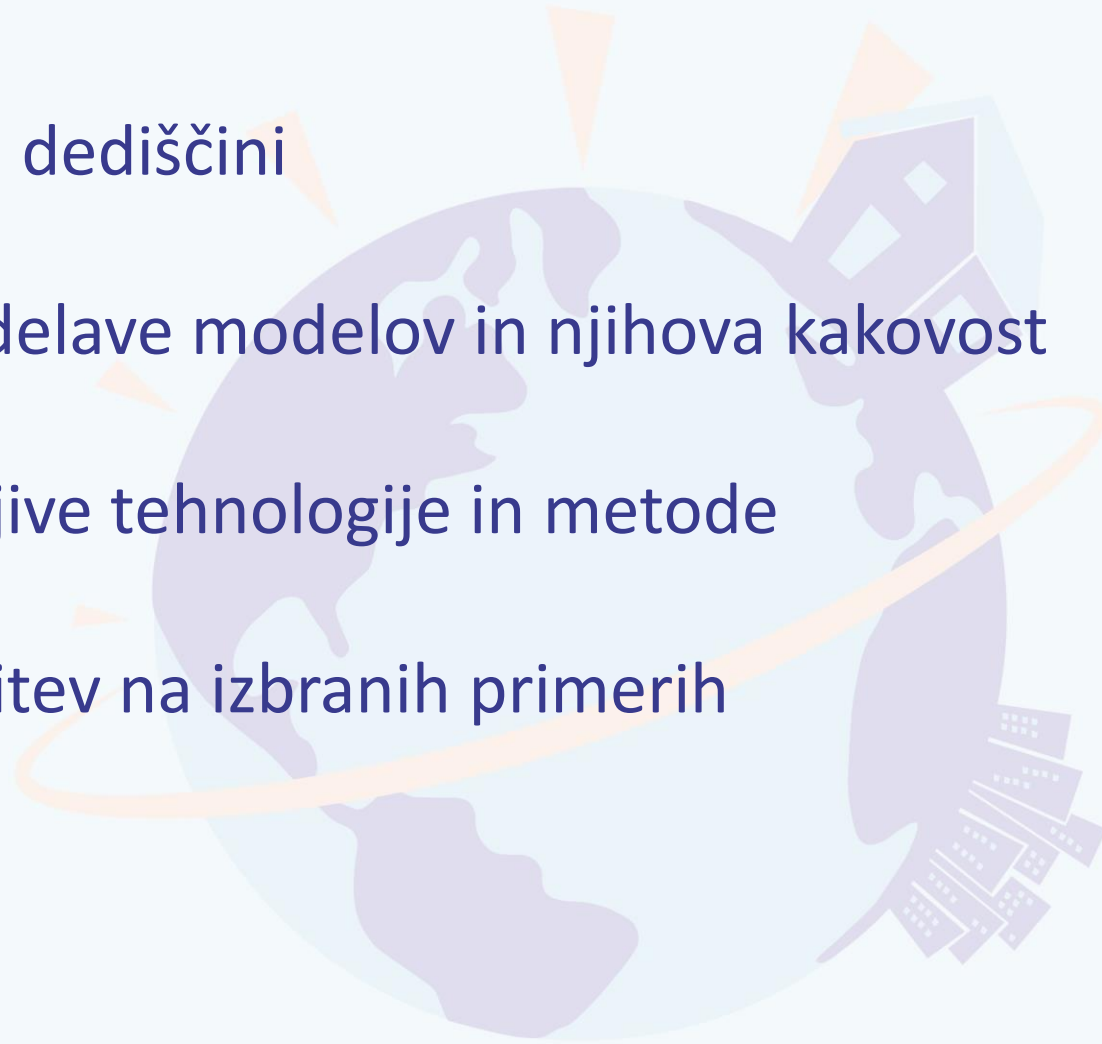 dediščini
delave modelov in njihova kakovost
jive tehnologije in metode
itev na izbranih primerih